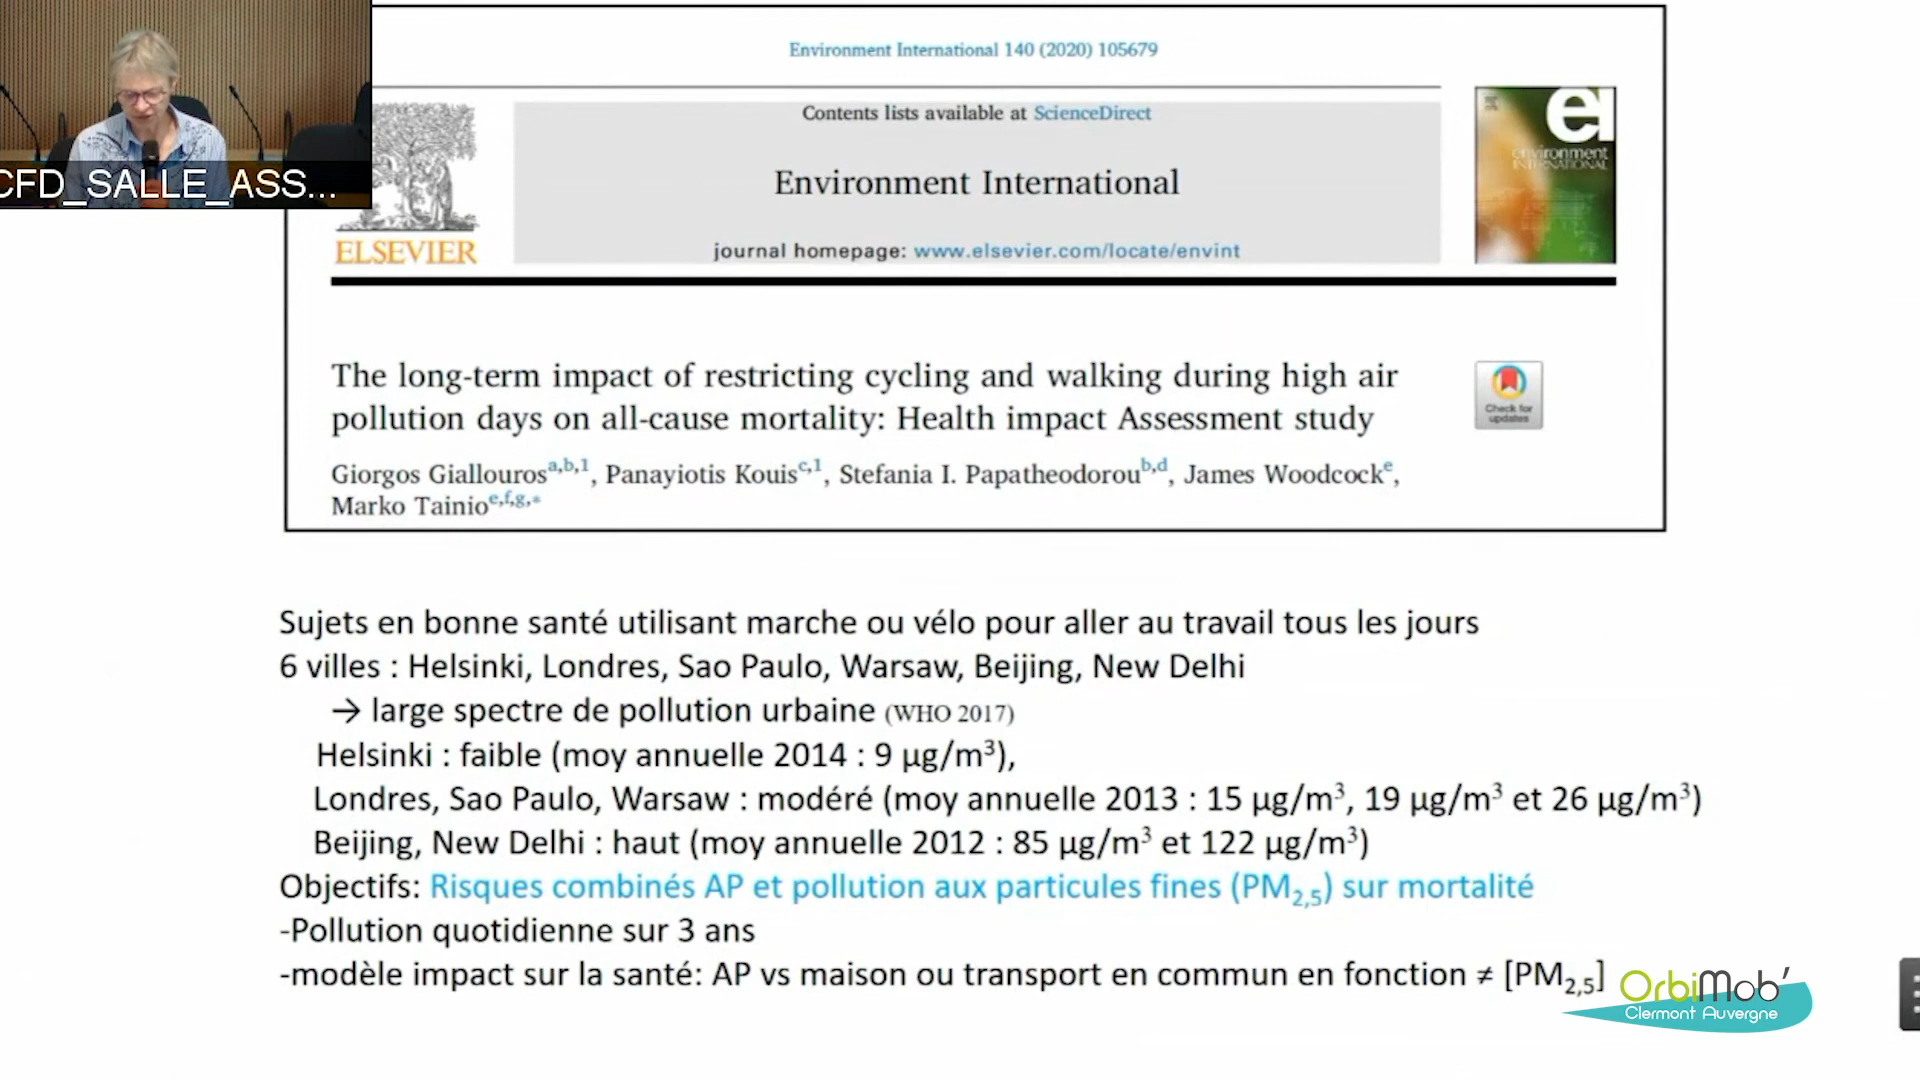 Environment International 140 (2020) 105679
Contents lists available at ScienceDirect
Environment International
journal homepage: www.elsevier.com/locate/envint
ELSEVIER
ei
environment
INTERNATIONAL
CFD_SALLE_ASS...
The long-term impact of restricting cycling and walking during high air
pollution days on all-cause mortality: Health impact Assessment study
Check for
updates
Giorgos Giallouros^a,b,1, Panayiotis Kouis^c,1, Stefania I. Papatheodorou^b,d, James Woodcock^e,
Marko Tainio^e,f,g,*
Sujets en bonne santé utilisant marche ou vélo pour aller au travail tous les jours
6 villes : Helsinki, Londres, Sao Paulo, Warsaw, Beijing, New Delhi
→ large spectre de pollution urbaine (WHO 2017)
Helsinki : faible (moy annuelle 2014 : 9 µg/m³),
Londres, Sao Paulo, Warsaw : modéré (moy annuelle 2013 : 15 µg/m³, 19 µg/m³ et 26 µg/m³)
Beijing, New Delhi : haut (moy annuelle 2012 : 85 µg/m³ et 122 µg/m³)
Objectifs: Risques combinés AP et pollution aux particules fines (PM₂,₅) sur mortalité
-Pollution quotidienne sur 3 ans
-modèle impact sur la santé: AP vs maison ou transport en commun en fonction ≠ [PM₂,₅]
OrbiMob'
Clermont Auvergne